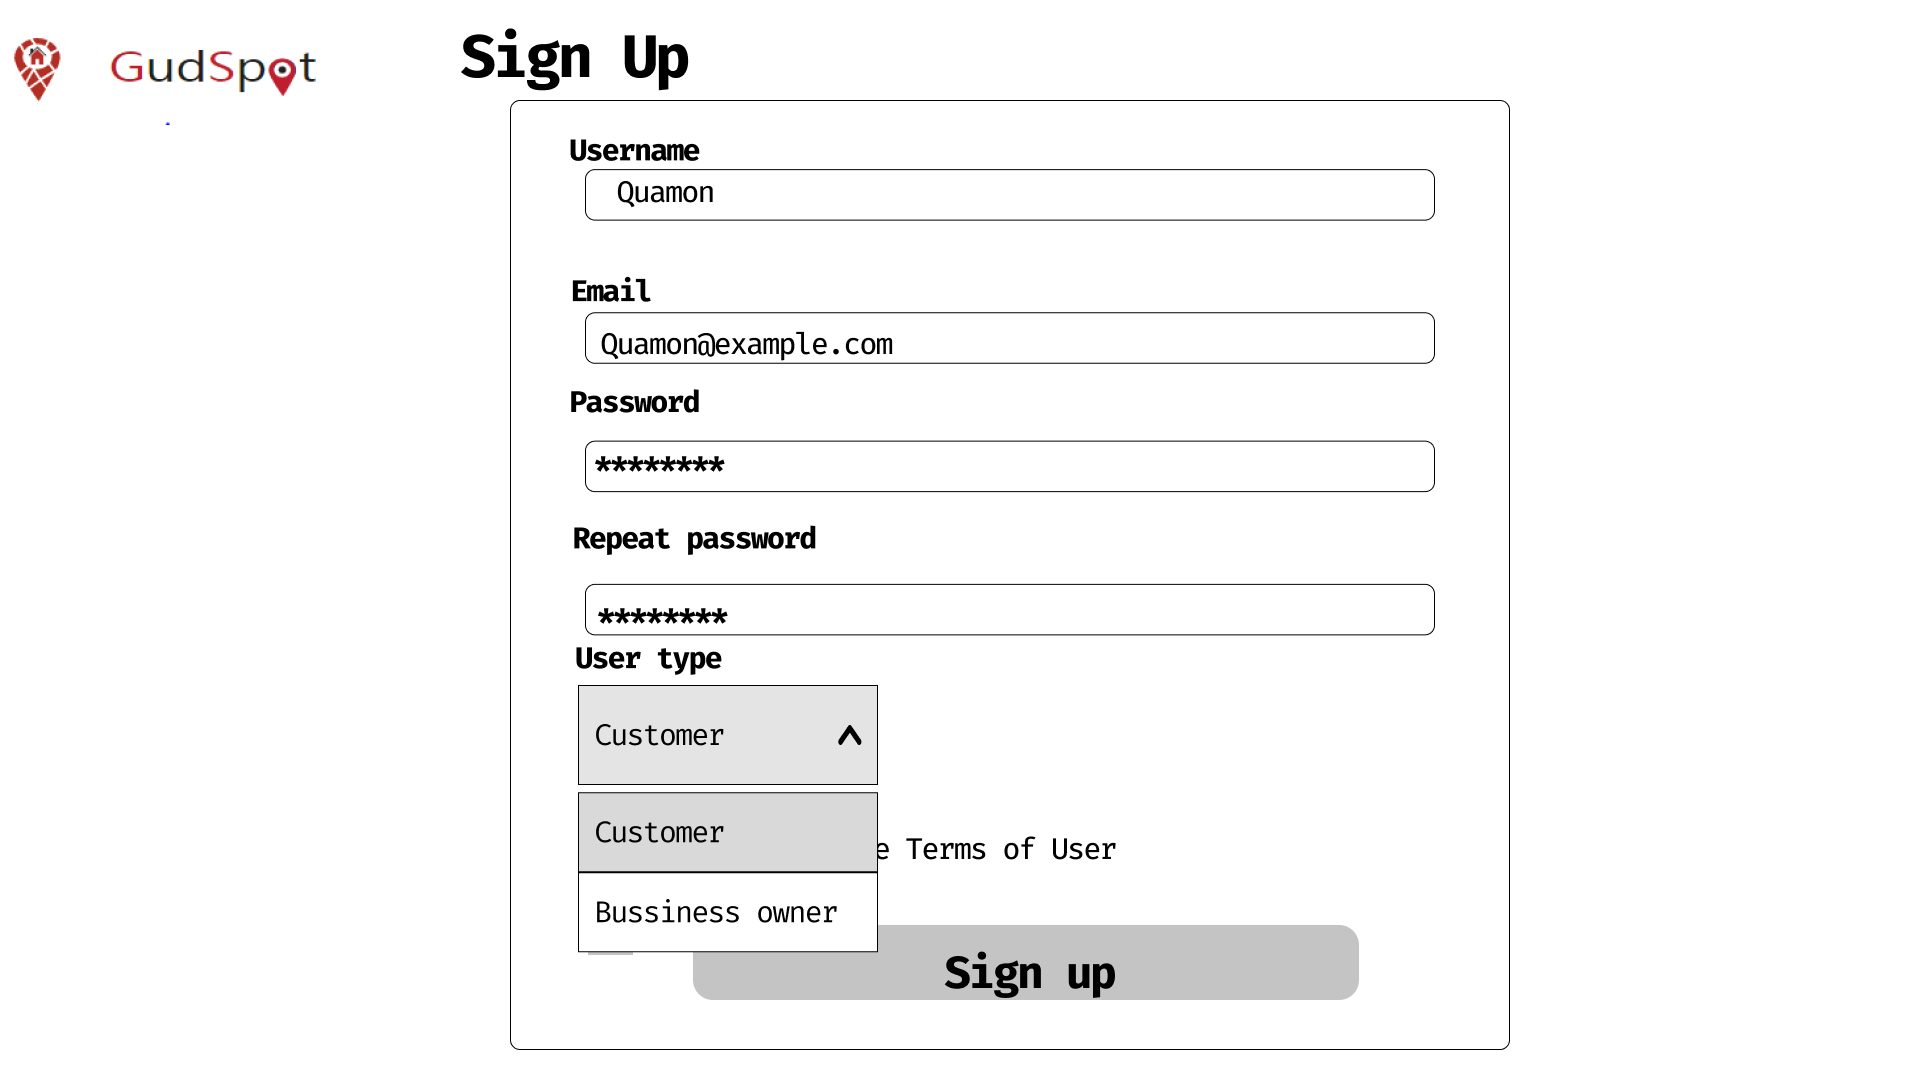 GudSpot
Sign Up
Username
Quamon
Email
Quamon@example.com
Password
********
Repeat password
********
User type
Customer
Customer
e Terms of User
Bussiness owner
Sign up